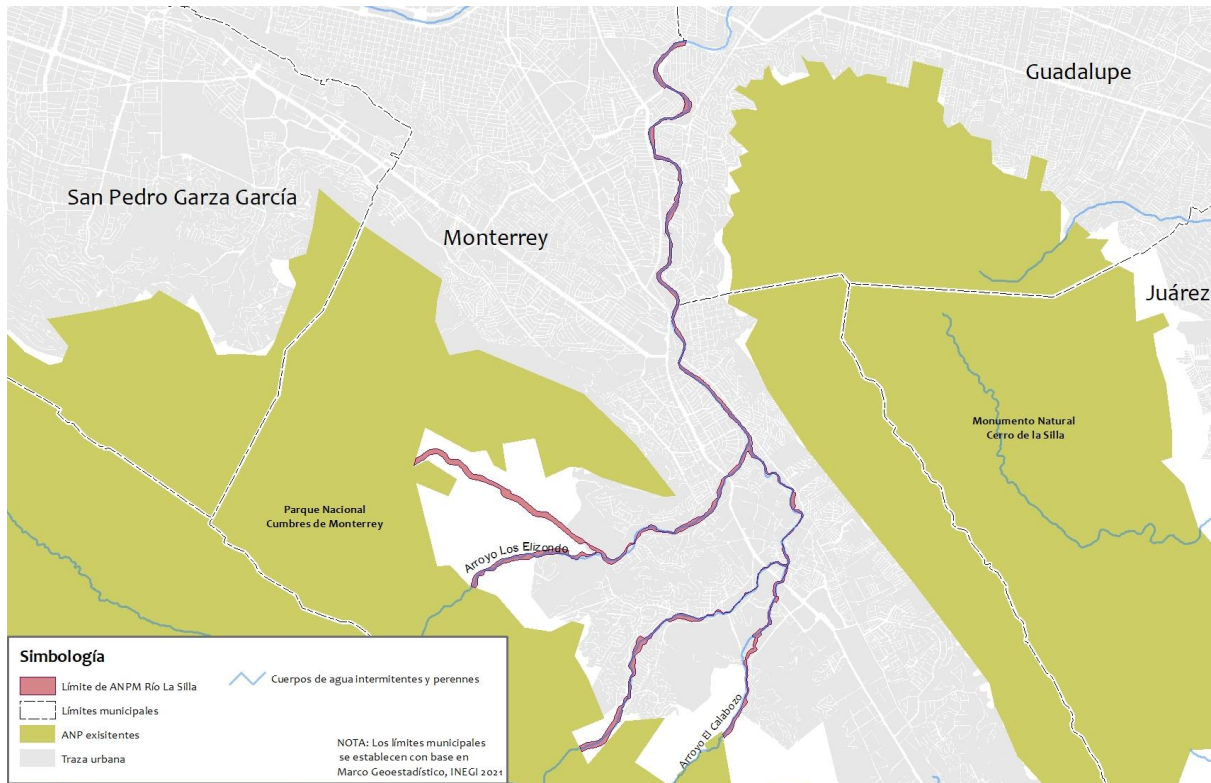 Guadalupe
San Pedro Garza García
Monterrey
Juárez
Monumento Natural
Cerro de la Silla
Parque Nacional
Cumbres de Monterrey
Arroyo Los Elizondo
Arroyo El Calabozo
Simbología
Límite de ANPM Río La Silla
Límites municipales
ANP exisitentes
Traza urbana
Cuerpos de agua intermitentes y perennes
NOTA: Los límites municipales
se establecen con base en
Marco Geoestadístico, INEGI 2021